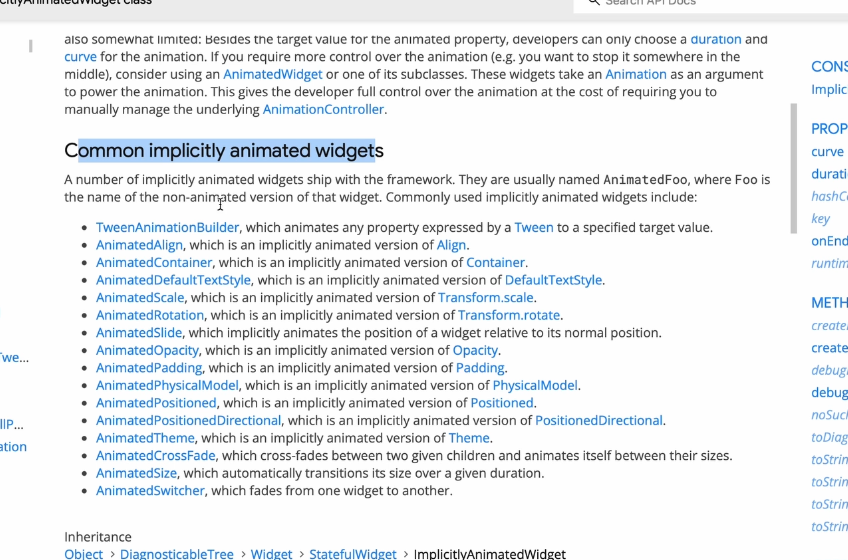 citlyAnimatedWidget class
Search API Docs
also somewhat limited: Besides the target value for the animated property, developers can only choose a duration and
curve for the animation. If you require more control over the animation (e.g. you want to stop it somewhere in the
middle), consider using an AnimatedWidget or one of its subclasses. These widgets take an Animation as an argument
to power the animation. This gives the developer full control over the animation at the cost of requiring you to
manually manage the underlying AnimationController.
Common implicitly animated widgets
A number of implicitly animated widgets ship with the framework. They are usually named AnimatedFoo, where Foo is
the name of the non-animated version of that widget. Commonly used implicitly animated widgets include:
• TweenAnimationBuilder, which animates any property expressed by a Tween to a specified target value.
• AnimatedAlign, which is an implicitly animated version of Align.
• AnimatedContainer, which is an implicitly animated version of Container.
• AnimatedDefaultTextStyle, which is an implicitly animated version of DefaultTextStyle.
• AnimatedScale, which is an implicitly animated version of Transform.scale.
• AnimatedRotation, which is an implicitly animated version of Transform.rotate.
• AnimatedSlide, which implicitly animates the position of a widget relative to its normal position.
• AnimatedOpacity, which is an implicitly animated version of Opacity.
• AnimatedPadding, which is an implicitly animated version of Padding.
• AnimatedPhysicalModel, which is an implicitly animated version of PhysicalModel.
• AnimatedPositioned, which is an implicitly animated version of Positioned.
• AnimatedPositionedDirectional, which is an implicitly animated version of PositionedDirectional.
• AnimatedTheme, which is an implicitly animated version of Theme.
• AnimatedCrossFade, which cross-fades between two given children and animates itself between their sizes.
• AnimatedSize, which automatically transitions its size over a given duration.
• AnimatedSwitcher, which fades from one widget to another.
Inheritance
Object > DiagnosticableTree > Widget > StatefulWidget > ImplicitlyAnimatedWidget
Twe...
llP...
ation
CONS
Implic
PROP
curve
durati
hashCo
key
onEnd
runtim
METH
create
create
debug
debug
noSuc
toDiag
toStrin
toStrin
toStrin
toStrin